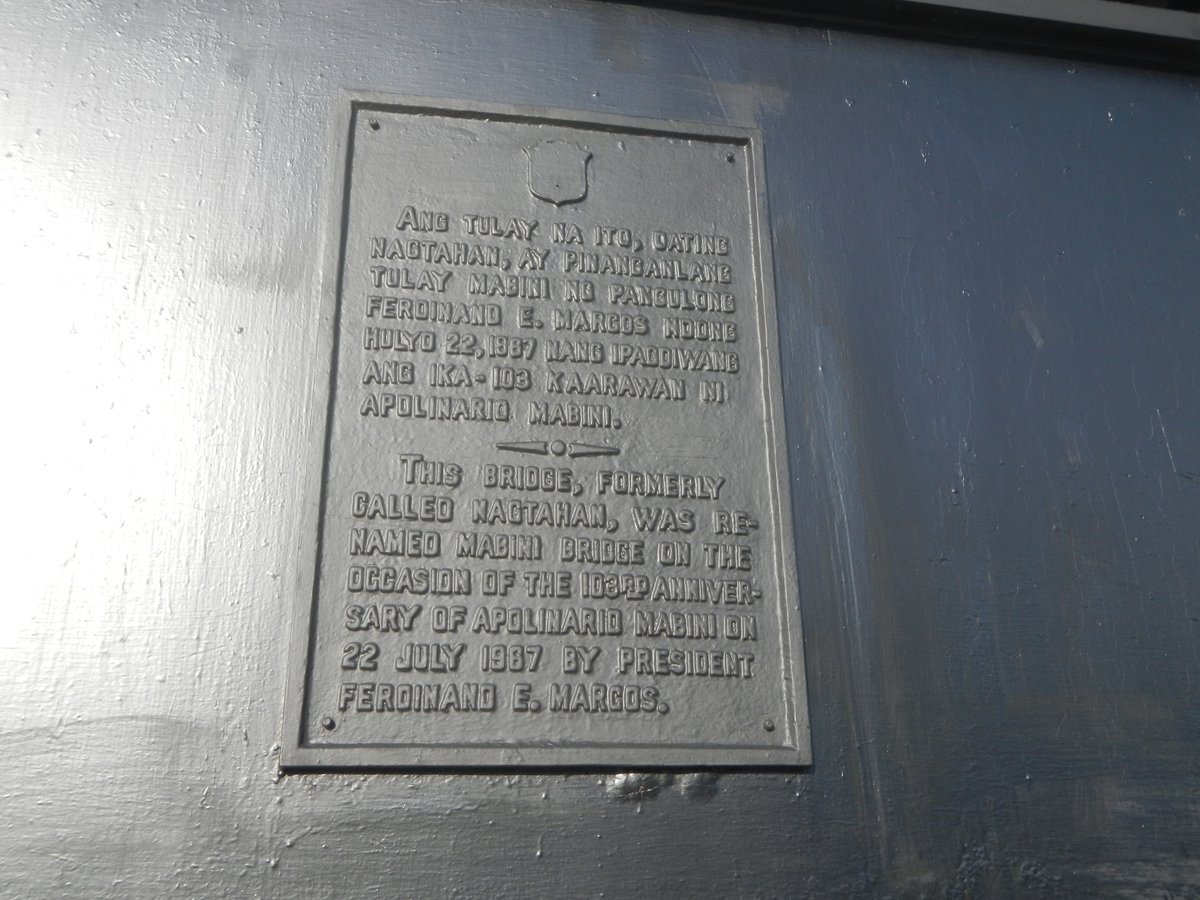 ANG TULAY NA ITO, DATING
NAGTAHAN, AY PINANGANLANG
TULAY MABINI NG PANGULONG
FERDINAND E. MARCOS NOONG
HULYO 22, 1967 NANG IPAGDIWANG
ANG IKA-103 KAARAWAN NI
APOLINARIO MABINI.
THIS BRIDGE, FORMERLY
CALLED NAGTAHAN, WAS RE-
NAMED MABINI BRIDGE ON THE
OCCASION OF THE 103RD ANNIVER-
SARY OF APOLINARIO MABINI ON
22 JULY 1967 BY PRESIDENT
FERDINAND E. MARCOS.